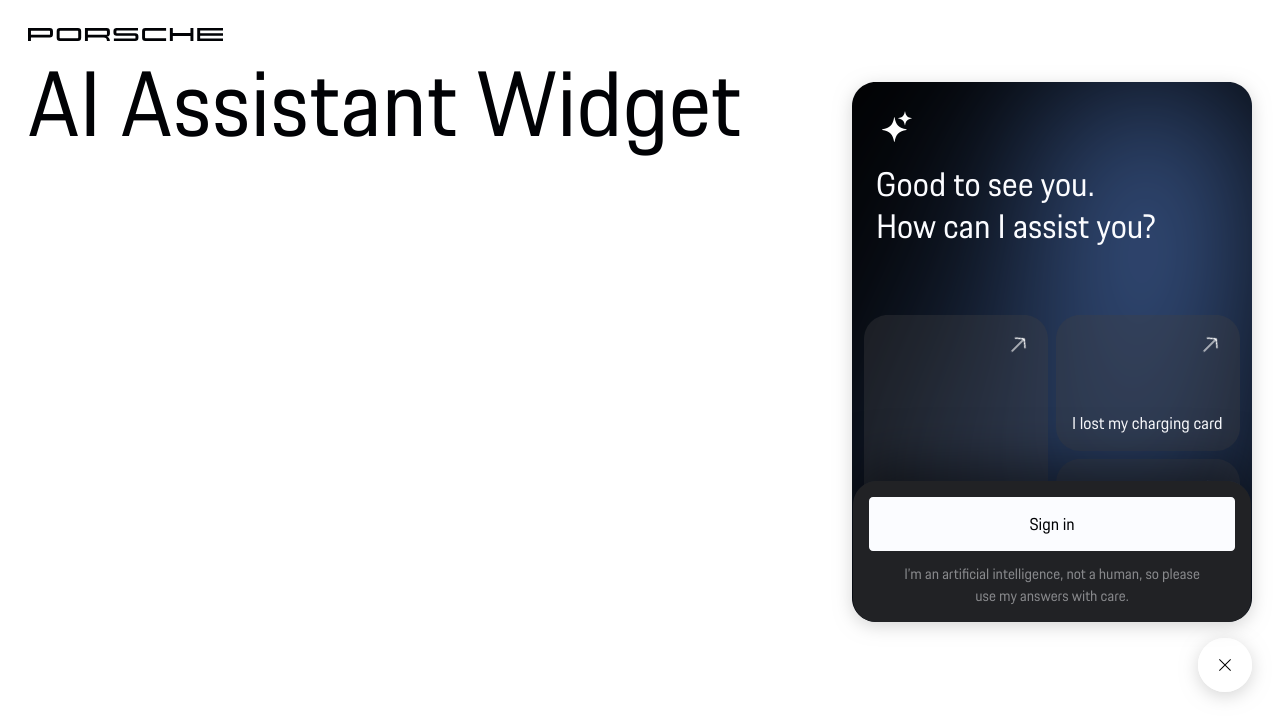 PORSCHE
AI Assistant Widget
Good to see you.
How can I assist you?
I lost my charging card
Sign in
I'm an artificial intelligence, not a human, so please
use my answers with care.